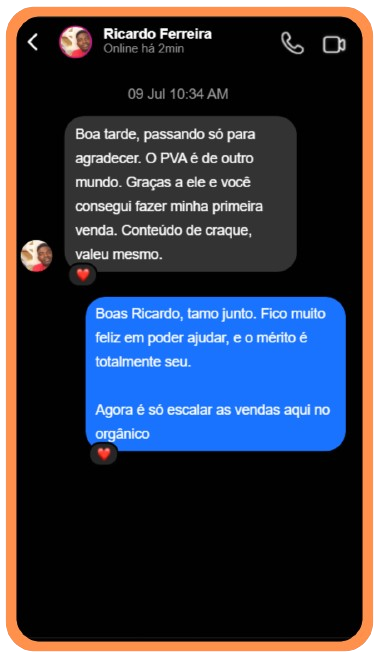 Ricardo Ferreira
Online há 2min
09 Jul 10:34 AM
Boa tarde, passando só para
agradecer. O PVA é de outro
mundo. Graças a ele e você
consegui fazer minha primeira
venda. Conteúdo de craque,
valeu mesmo.
Boas Ricardo, tamo junto. Fico muito
feliz em poder ajudar, e o mérito é
totalmente seu.
Agora é só escalar as vendas aqui no
orgânico